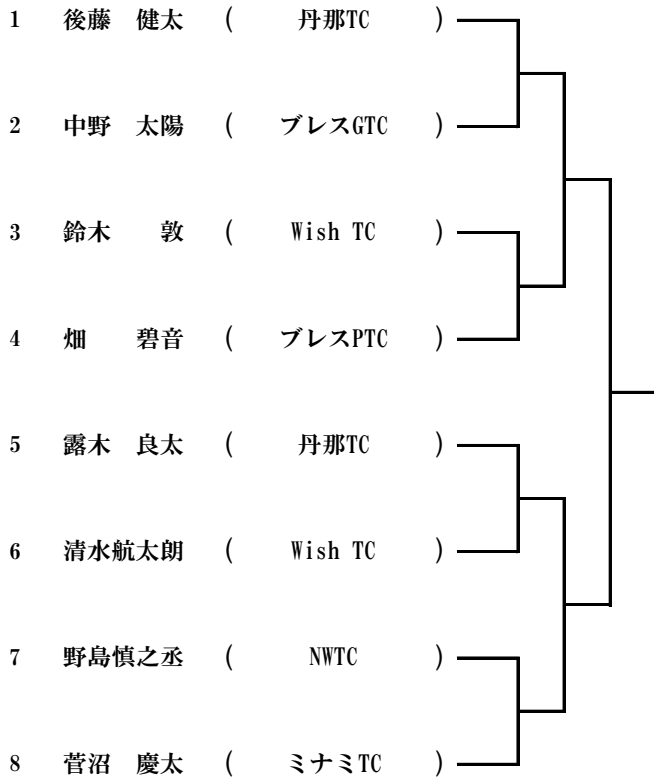 1 後藤　健太 ( 丹那TC )
2 中野　太陽 ( ブレスGTC )
3 鈴木　　敦 ( Wish TC )
4 畑　　碧音 ( ブレスPTC )
5 露木　良太 ( 丹那TC )
6 清水航太朗 ( Wish TC )
7 野島慎之丞 ( NWTC )
8 菅沼　慶太 ( ミナミTC )